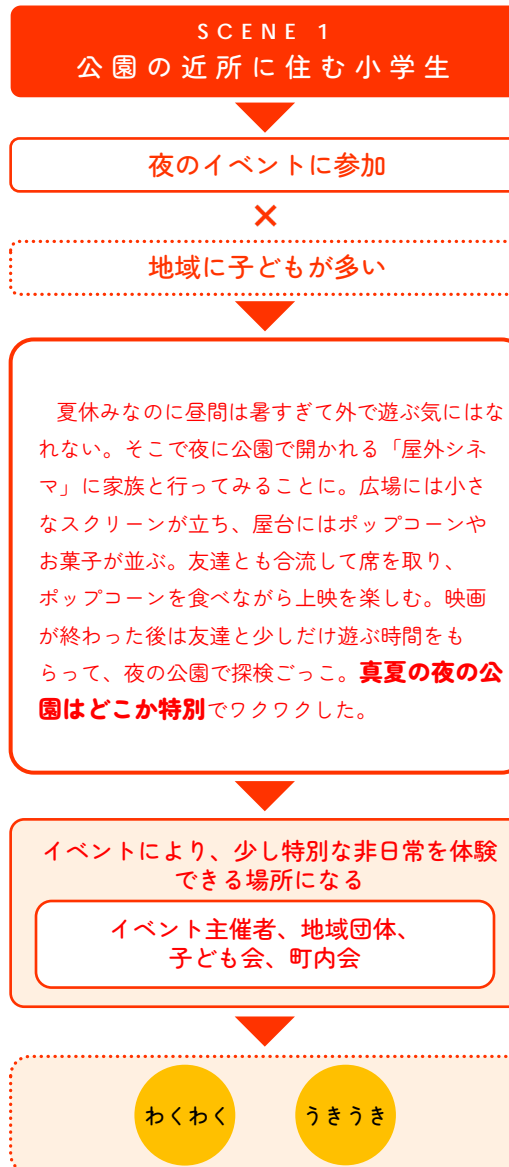 SCENE 1
公園の近所に住む小学生
夜のイベントに参加
×
地域に子どもが多い
夏休みなのに昼間は暑すぎて外で遊ぶ気にはな
れない。そこで夜に公園で開かれる「屋外シネ
マ」に家族と行ってみることに。広場には小さ
なスクリーンが立ち、屋台にはポップコーンや
お菓子が並ぶ。友達とも合流して席を取り、
ポップコーンを食べながら上映を楽しむ。映画
が終わった後は友達と少しだけ遊ぶ時間をも
らって、夜の公園で探検ごっこ。真夏の夜の公
園はどこか特別でワクワクした。
イベントにより、少し特別な非日常を体験
できる場所になる
イベント主催者、地域団体、
子ども会、町内会
わくわく
うきうき